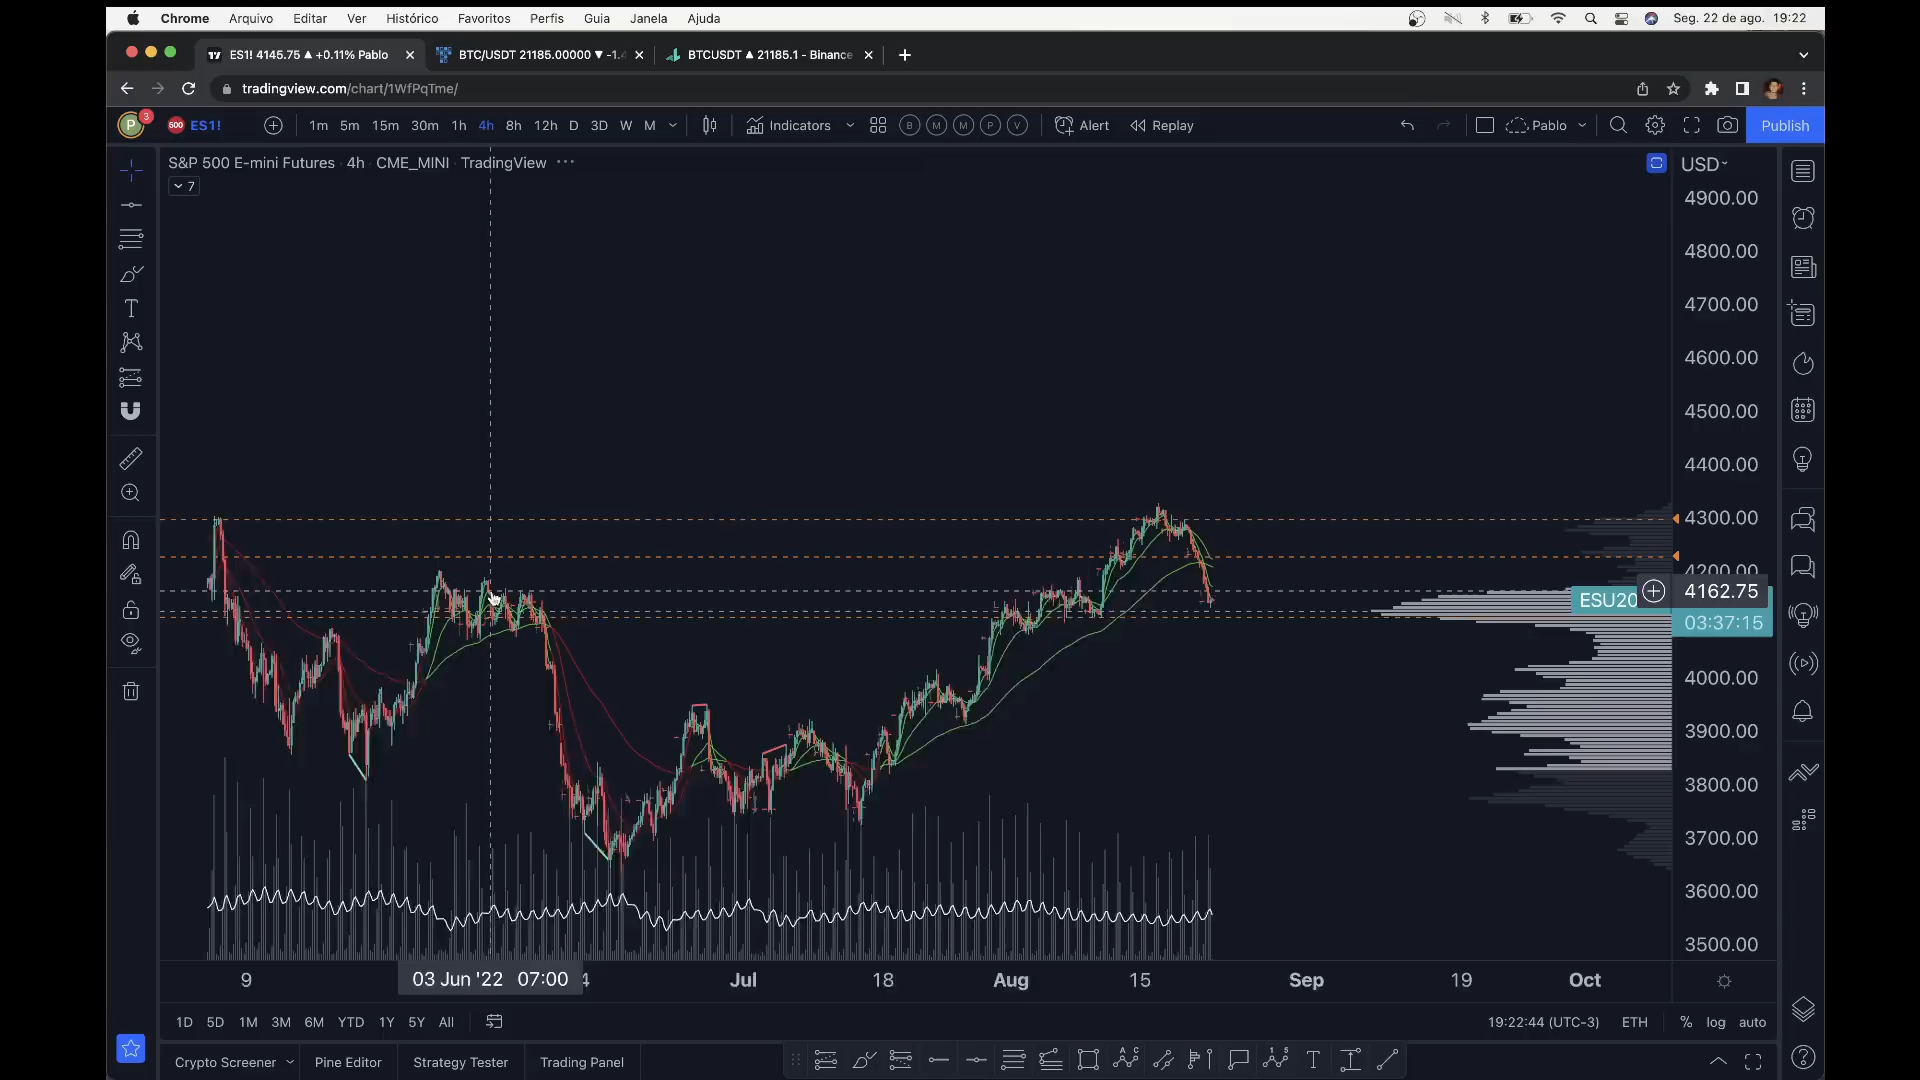 Chrome Arquivo Editar Ver Histórico Favoritos Perfis Guia Janela Ajuda Seg. 22 de ago. 19:22
ES1! 4145.75 ▲ +0.11% Pablo BTC/USDT 21185.00000 ▼ -1.4 BTCUSDT ▲ 21185.1 - Binance
tradingview.com/chart/1WfPqTme/
P 3 500 ES1! 1m 5m 15m 30m 1h 4h 8h 12h D 3D W M Indicators B M M P V Alert Replay Pablo Publish
S&P 500 E-mini Futures · 4h · CME_MINI · TradingView ··· USD
7
4900.00
4800.00
4700.00
4600.00
4500.00
4400.00
4300.00
4200.00
ESU20 4162.75
03:37:15
4000.00
3900.00
3800.00
3700.00
3600.00
3500.00
9 03 Jun '22 07:00 4 Jul 18 Aug 15 Sep 19 Oct
1D 5D 1M 3M 6M YTD 1Y 5Y All 19:22:44 (UTC-3) ETH % log auto
Crypto Screener Pine Editor Strategy Tester Trading Panel